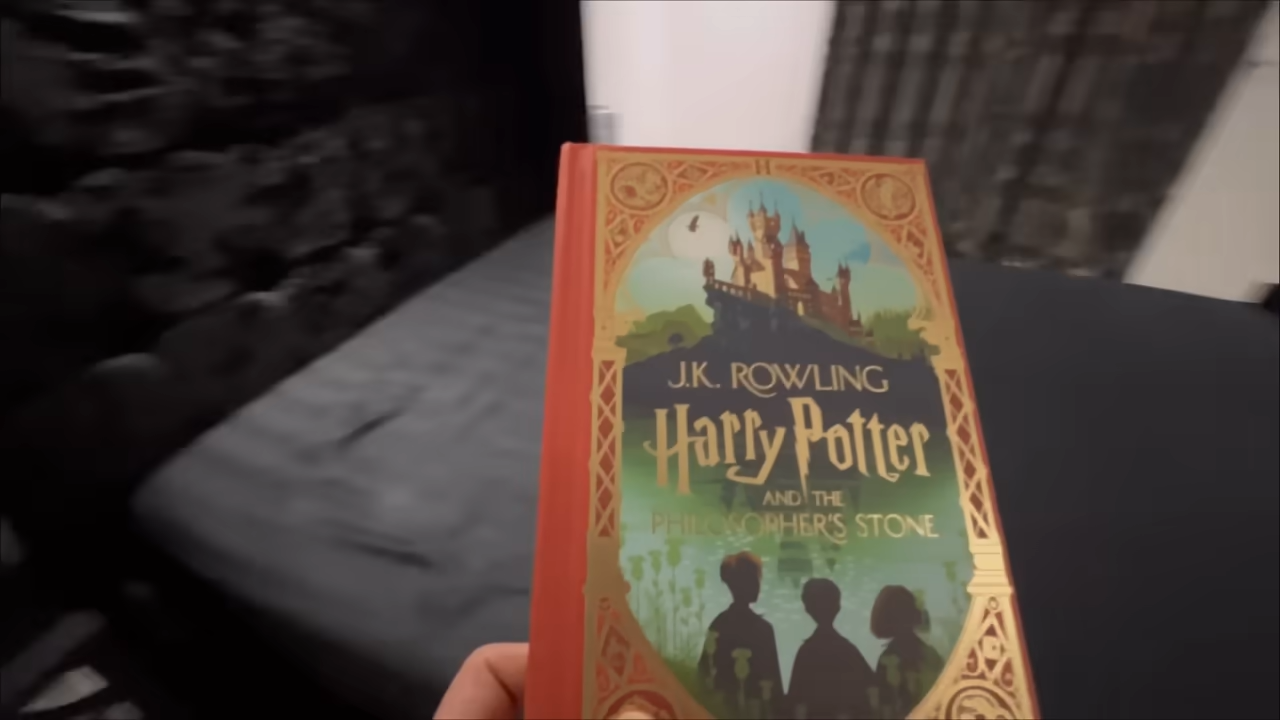 J.K. ROWLING
Harry Potter
AND THE
PHILOSOPHER'S STONE